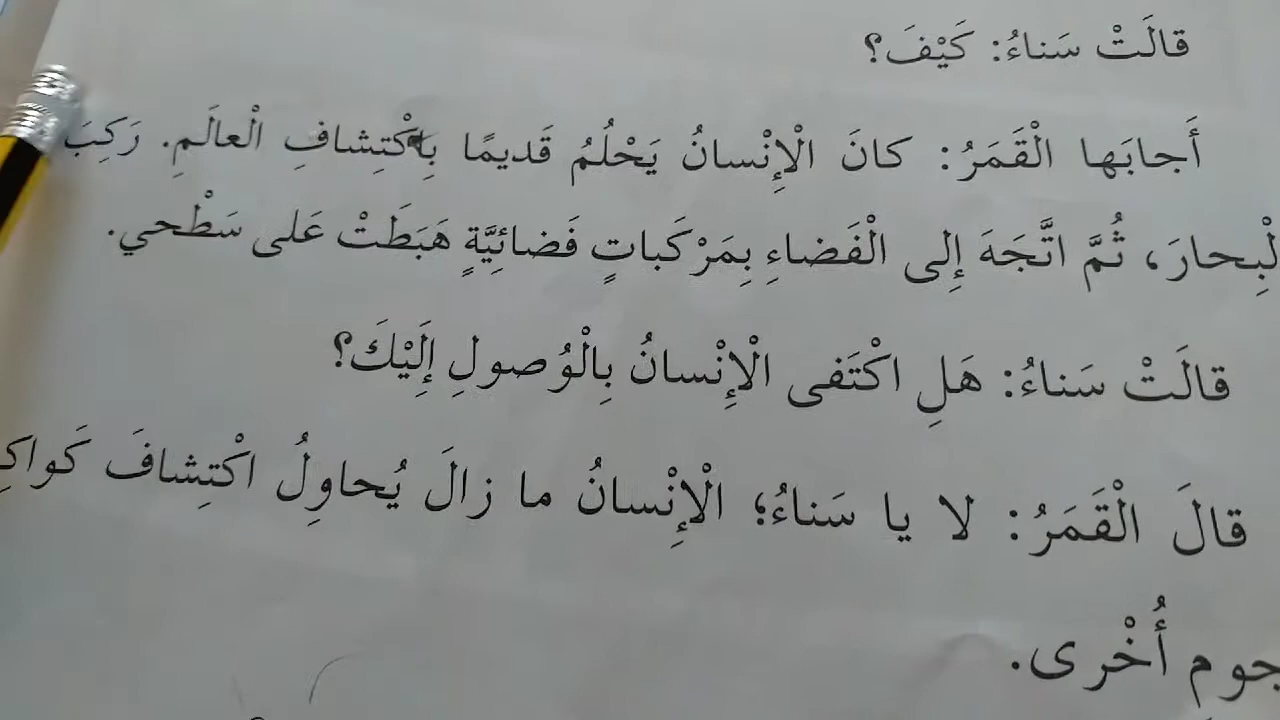 قالَتْ سَناءُ: كَيْفَ؟
أَجابَها الْقَمَرُ: كانَ الْإِنْسانُ يَحْلُمُ قَديمًا بِاكْتِشافِ الْعالَمِ. رَكِبَ
لْبِحارَ، ثُمَّ اتَّجَهَ إِلى الْفَضاءِ بِمَرْكَباتٍ فَضائِيَّةٍ هَبَطَتْ عَلى سَطْحي.
قالَتْ سَناءُ: هَلِ اكْتَفى الْإِنْسانُ بِالْوُصولِ إِلَيْكَ؟
قالَ الْقَمَرُ: لا يا سَناءُ؛ الْإِنْسانُ ما زالَ يُحاوِلُ اكْتِشافَ كَواكِ
جوم أُخْرى.